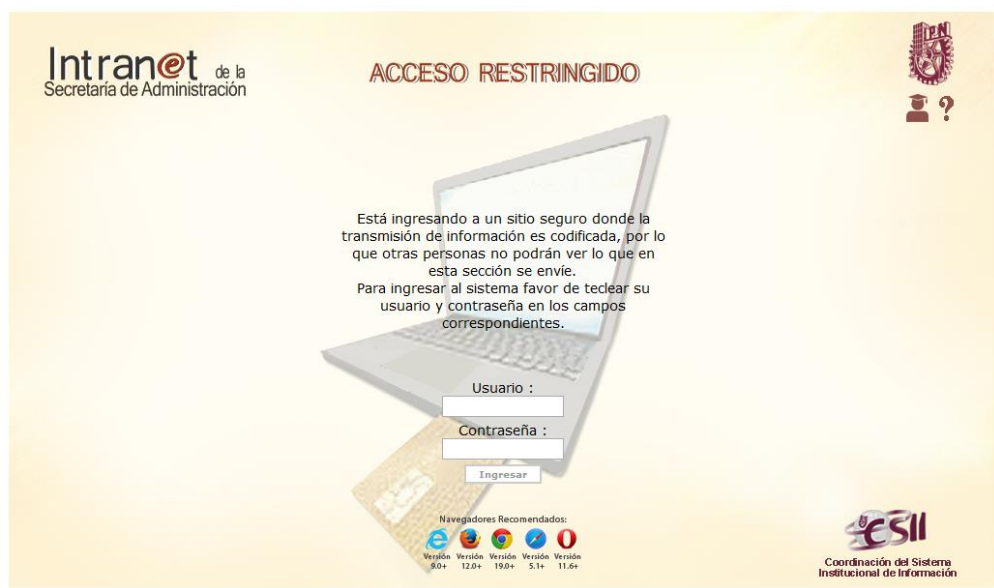 Intranet de la
Secretaría de Administración
ACCESO RESTRINGIDO
IPN
?
Está ingresando a un sitio seguro donde la
transmisión de información es codificada, por lo
que otras personas no podrán ver lo que en
esta sección se envíe.
Para ingresar al sistema favor de teclear su
usuario y contraseña en los campos
correspondientes.
Usuario :
Contraseña :
Ingresar
Navegadores Recomendados:
Versión Versión Versión Versión Versión
9.0+ 12.0+ 19.0+ 5.1+ 11.6+
CSII
Coordinación del Sistema
Institucional de Información